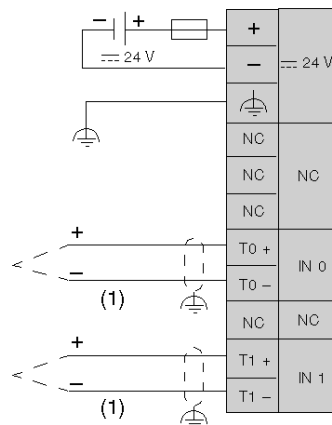 − +
⎓ 24 V
+
−
⎓ 24 V
NC
NC
NC
NC
+
−
(1)
T0 +
T0 −
IN 0
NC
NC
+
−
(1)
T1 +
T1 −
IN 1